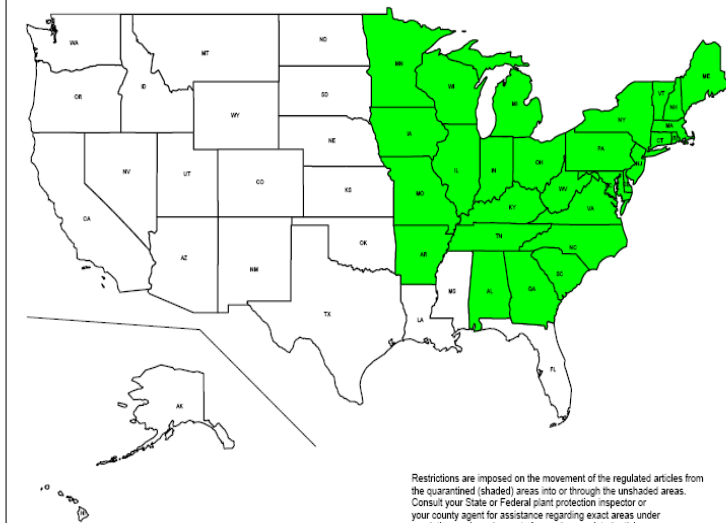 WA
MT
ND
MN
ME
OR
ID
SD
WI
MI
VT
NH
NY
MA
CT
WY
NE
IA
PA
NJ
NV
UT
CO
IL
IN
OH
WV
VA
CA
KS
MO
KY
AZ
NM
OK
AR
TN
NC
SC
TX
LA
MS
AL
GA
FL
AK
HI
Restrictions are imposed on the movement of the regulated articles from
the quarantined (shaded) areas into or through the unshaded areas.
Consult your State or Federal plant protection inspector or
your county agent for assistance regarding exact areas under